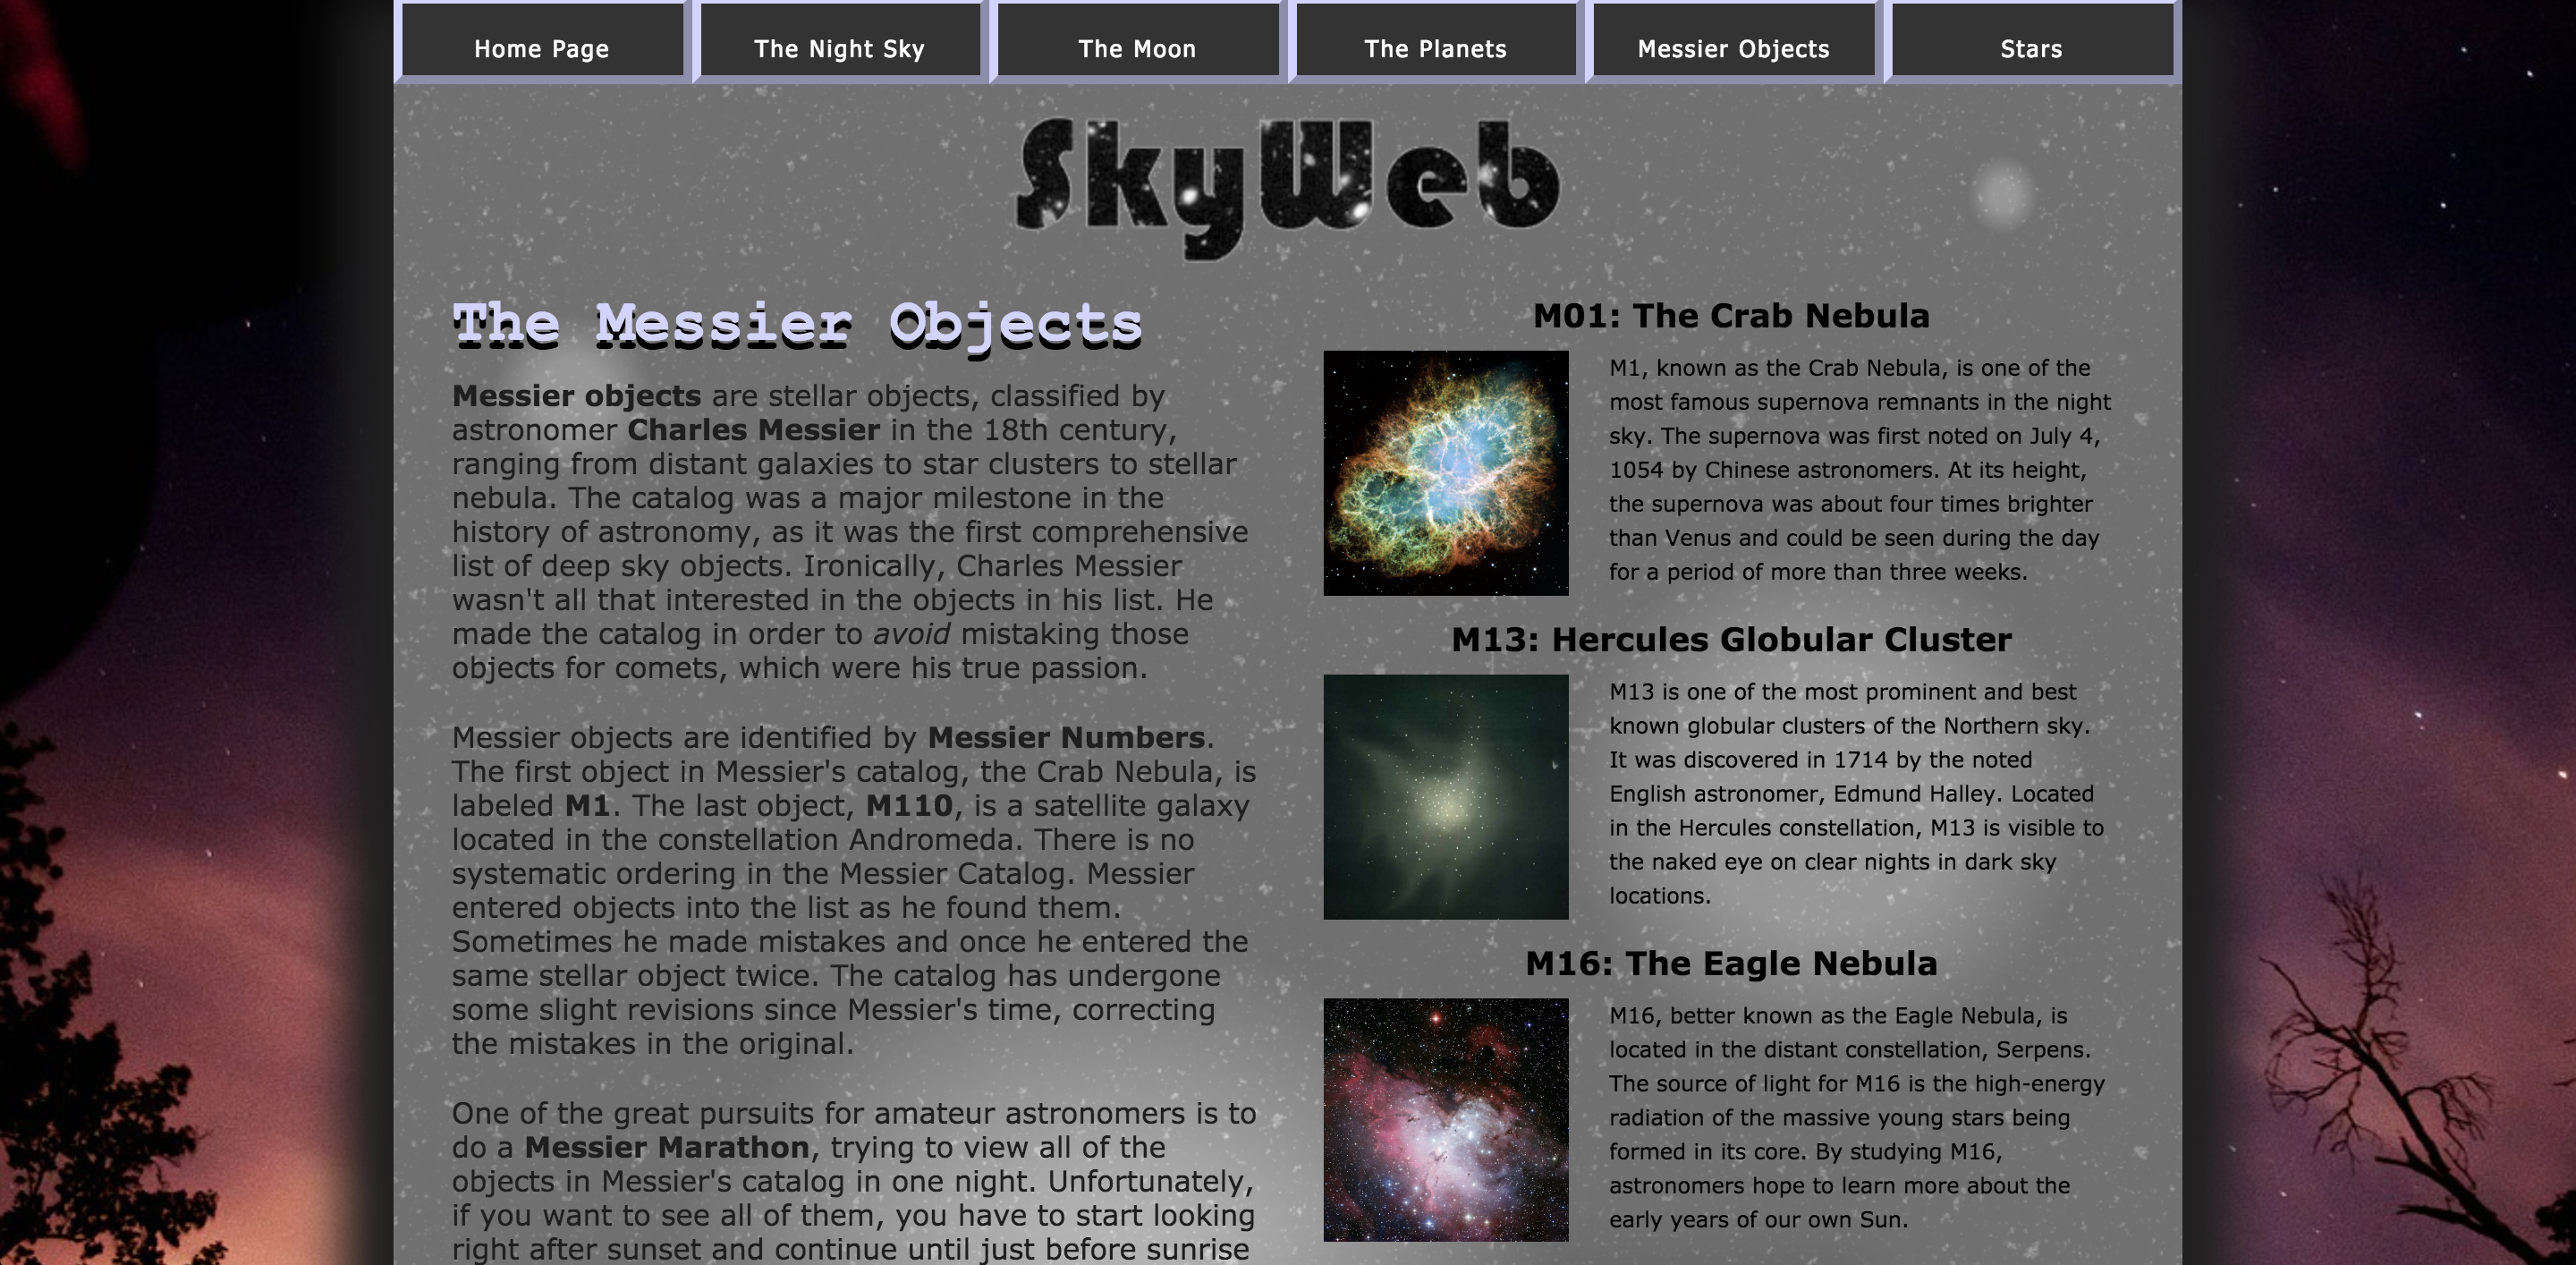 Home Page
The Night Sky
The Moon
The Planets
Messier Objects
Stars
SkyWeb
The Messier Objects
Messier objects are stellar objects, classified by
astronomer Charles Messier in the 18th century,
ranging from distant galaxies to star clusters to stellar
nebula. The catalog was a major milestone in the
history of astronomy, as it was the first comprehensive
list of deep sky objects. Ironically, Charles Messier
wasn't all that interested in the objects in his list. He
made the catalog in order to avoid mistaking those
objects for comets, which were his true passion.
Messier objects are identified by Messier Numbers.
The first object in Messier's catalog, the Crab Nebula, is
labeled M1. The last object, M110, is a satellite galaxy
located in the constellation Andromeda. There is no
systematic ordering in the Messier Catalog. Messier
entered objects into the list as he found them.
Sometimes he made mistakes and once he entered the
same stellar object twice. The catalog has undergone
some slight revisions since Messier's time, correcting
the mistakes in the original.
One of the great pursuits for amateur astronomers is to
do a Messier Marathon, trying to view all of the
objects in Messier's catalog in one night. Unfortunately,
if you want to see all of them, you have to start looking
right after sunset and continue until just before sunrise
M01: The Crab Nebula
M1, known as the Crab Nebula, is one of the
most famous supernova remnants in the night
sky. The supernova was first noted on July 4,
1054 by Chinese astronomers. At its height,
the supernova was about four times brighter
than Venus and could be seen during the day
for a period of more than three weeks.
M13: Hercules Globular Cluster
M13 is one of the most prominent and best
known globular clusters of the Northern sky.
It was discovered in 1714 by the noted
English astronomer, Edmund Halley. Located
in the Hercules constellation, M13 is visible to
the naked eye on clear nights in dark sky
locations.
M16: The Eagle Nebula
M16, better known as the Eagle Nebula, is
located in the distant constellation, Serpens.
The source of light for M16 is the high-energy
radiation of the massive young stars being
formed in its core. By studying M16,
astronomers hope to learn more about the
early years of our own Sun.